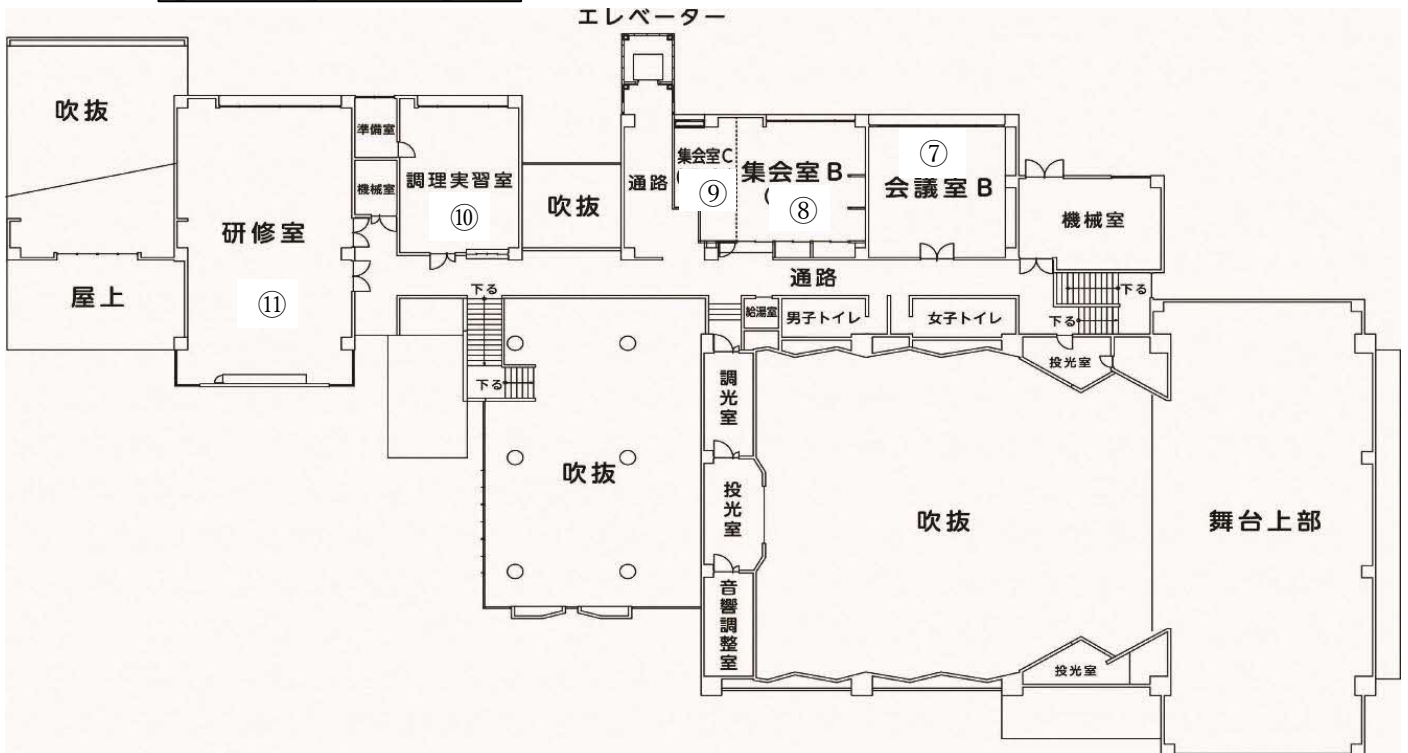 エレベーター
吹抜
準備室
集会室C
⑦
機械室
調理実習室
通路
⑨
集会室B
⑧
会議室B
⑩
吹抜
機械室
研修室
屋上
⑪
通路
下る
下る
給湯室
男子トイレ
女子トイレ
下る
下る
投光室
調光室
吹抜
投光室
吹抜
舞台上部
音響調整室
投光室